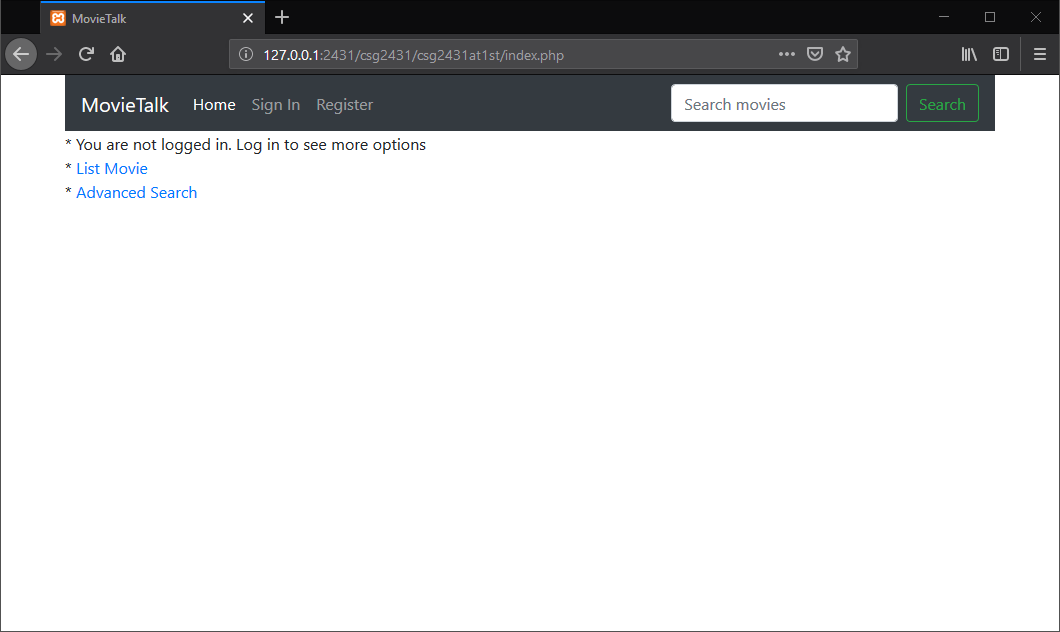 MovieTalk
127.0.0.1:2431/csg2431/csg2431at1st/index.php
MovieTalk Home Sign In Register Search movies Search
* You are not logged in. Log in to see more options
* List Movie
* Advanced Search